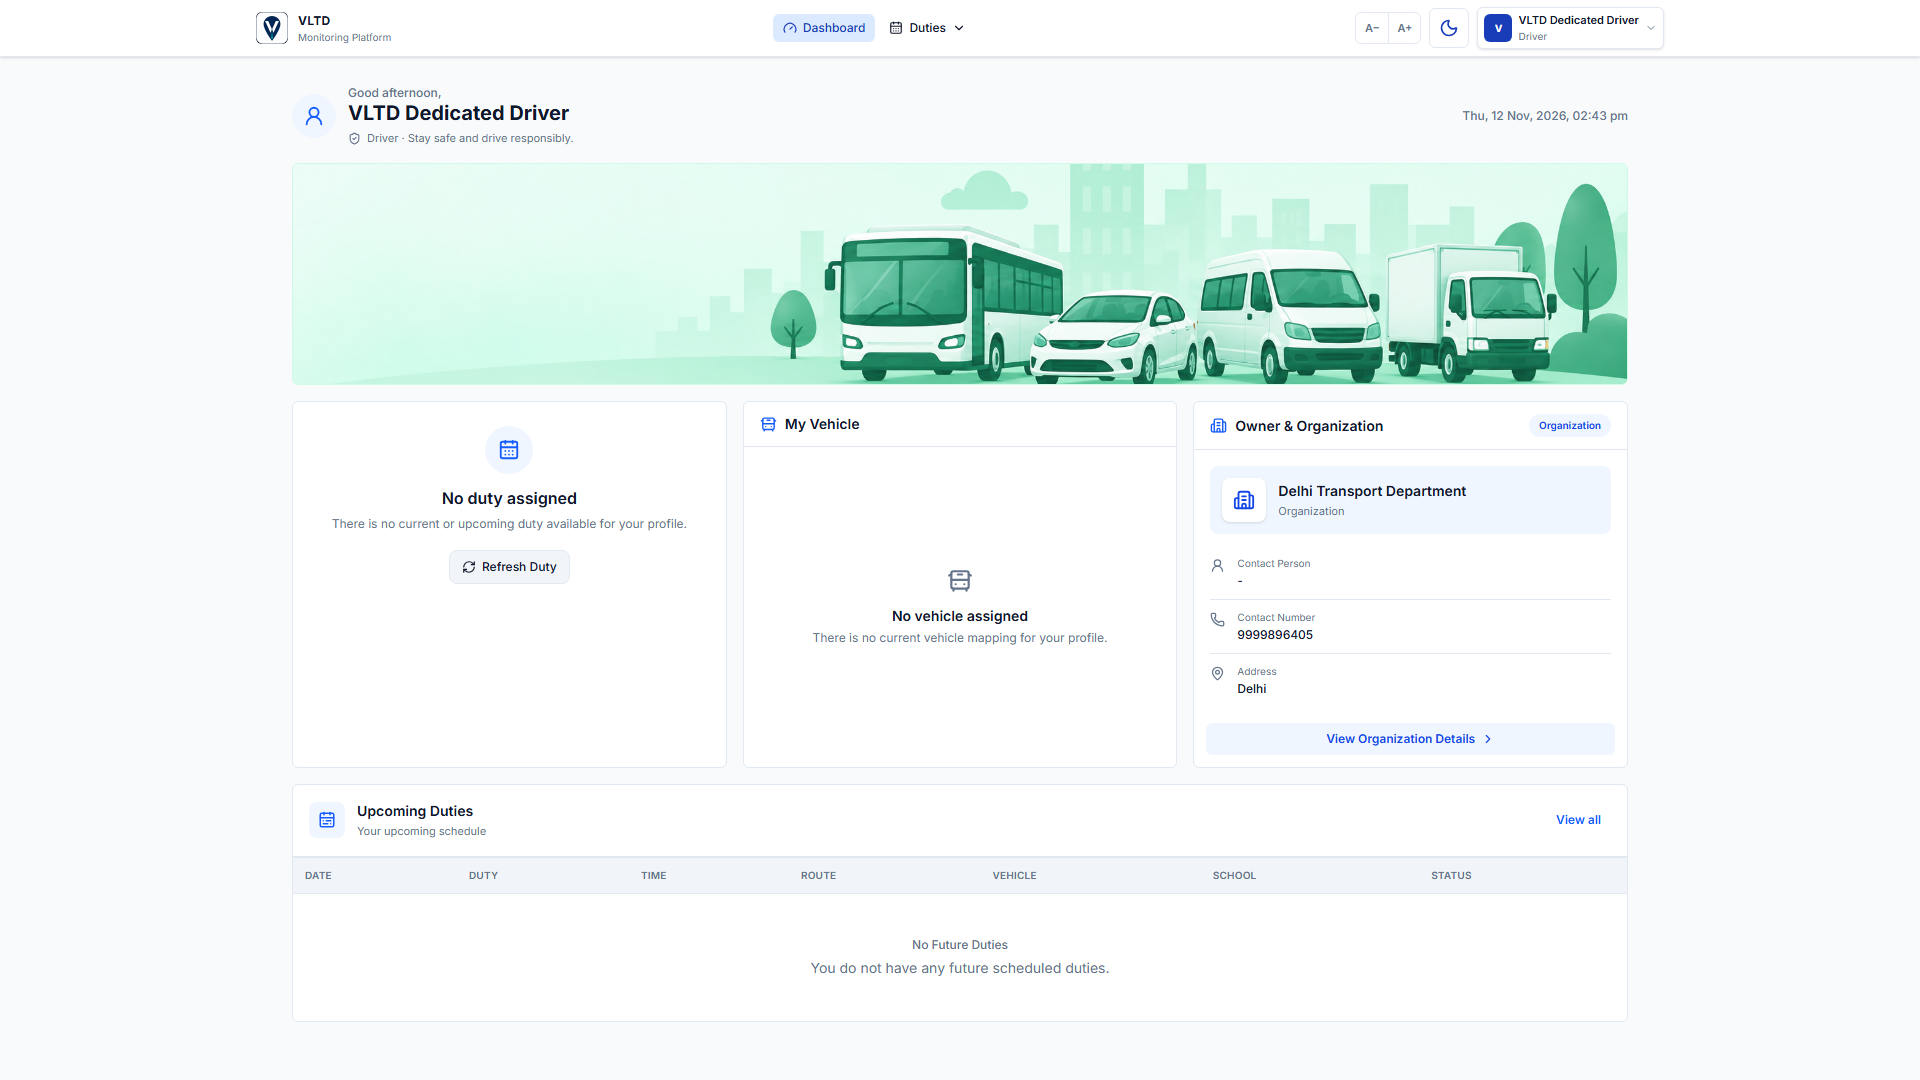 VLTD
Monitoring Platform
Dashboard
Duties
A−
A+
V
VLTD Dedicated Driver
Driver
Good afternoon,
VLTD Dedicated Driver
Driver · Stay safe and drive responsibly.
Thu, 12 Nov, 2026, 02:43 pm
No duty assigned
There is no current or upcoming duty available for your profile.
Refresh Duty
My Vehicle
No vehicle assigned
There is no current vehicle mapping for your profile.
Owner & Organization
Organization
Delhi Transport Department
Organization
Contact Person
-
Contact Number
9999896405
Address
Delhi
View Organization Details
Upcoming Duties
Your upcoming schedule
View all
DATE DUTY TIME ROUTE VEHICLE SCHOOL STATUS
No Future Duties
You do not have any future scheduled duties.